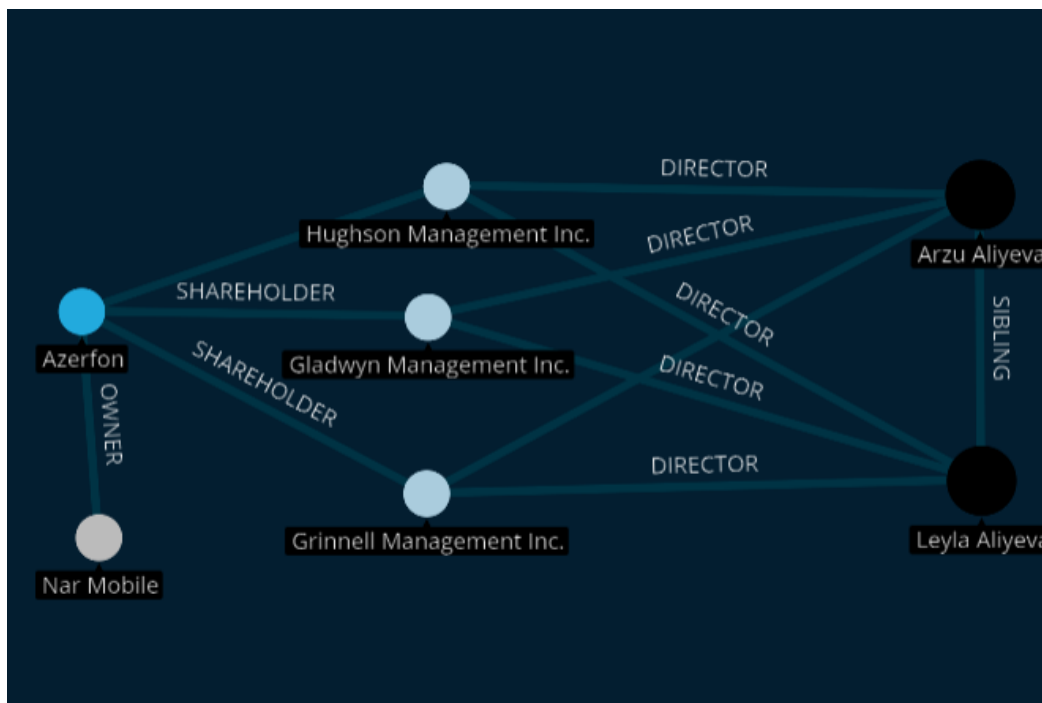 DIRECTOR
Hughson Management Inc.
DIRECTOR
Arzu Aliyeva
SHAREHOLDER
DIRECTOR
SIBLING
Azerfon
Gladwyn Management Inc.
SHAREHOLDER
DIRECTOR
OWNER
DIRECTOR
Grinnell Management Inc.
Leyla Aliyeva
Nar Mobile